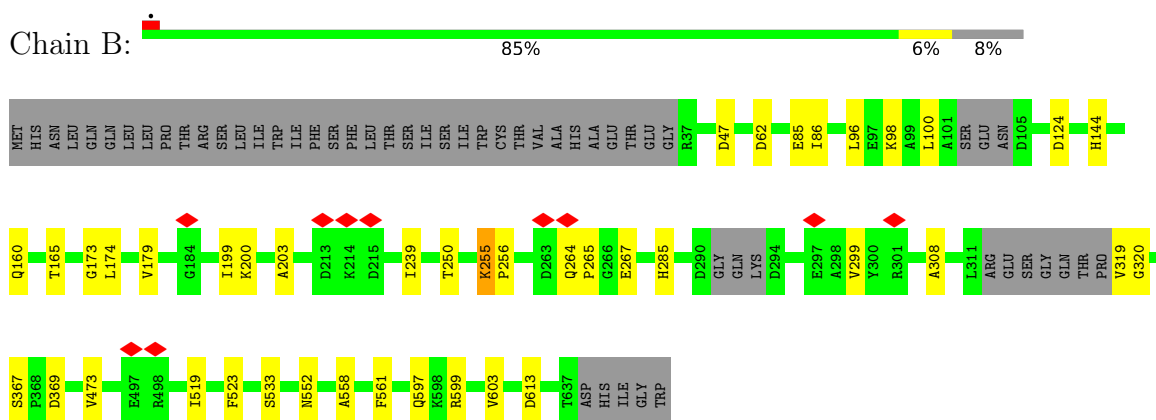 Chain B:
85% 6% 8%
MET HIS ASN LEU GLN GLN LEU LEU PRO THR ARG SER LEU ILE TRP ILE PHE SER PHE LEU THR SER ILE SER ILE TRP CYS THR VAL ALA HIS ALA GLU THR GLU GLY R37 D47 D62 E85 I86 L96 E97 K98 A99 L100 A101 SER GLU ASN D105 D124 H144
Q160 T165 G173 L174 V179 G184 I199 K200 A203 D213 K214 D215 I239 T250 K255 P256 D263 Q264 P265 G266 E267 H285 D290 GLY GLN LYS D294 E297 A298 V299 Y300 R301 A308 L311 ARG GLU SER GLY GLN THR PRO V319 G320
S367 P368 D369 V473 E497 R498 I519 F523 S533 N552 A558 F561 Q597 K598 R599 V603 D613 T637 ASP HIS ILE GLY TRP